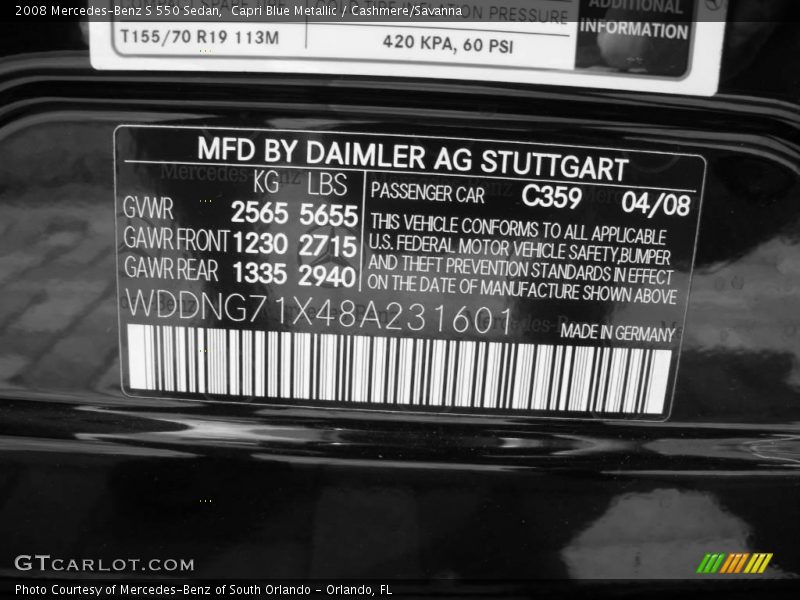 2008 Mercedes-Benz S 550 Sedan, Capri Blue Metallic / Cashmere/Savanna
PRESSURE
ADDITIONAL
INFORMATION
T155/70 R19 113M
420 KPA, 60 PSI
MFD BY DAIMLER AG STUTTGART
KG LBS
GVWR 2565 5655
GAWR FRONT 1230 2715
GAWR REAR 1335 2940
PASSENGER CAR C359 04/08
THIS VEHICLE CONFORMS TO ALL APPLICABLE
U.S. FEDERAL MOTOR VEHICLE SAFETY,BUMPER
AND THEFT PREVENTION STANDARDS IN EFFECT
ON THE DATE OF MANUFACTURE SHOWN ABOVE
WDDNG71X48A231601
MADE IN GERMANY
GTCARLOT.COM
Photo Courtesy of Mercedes-Benz of South Orlando - Orlando, FL